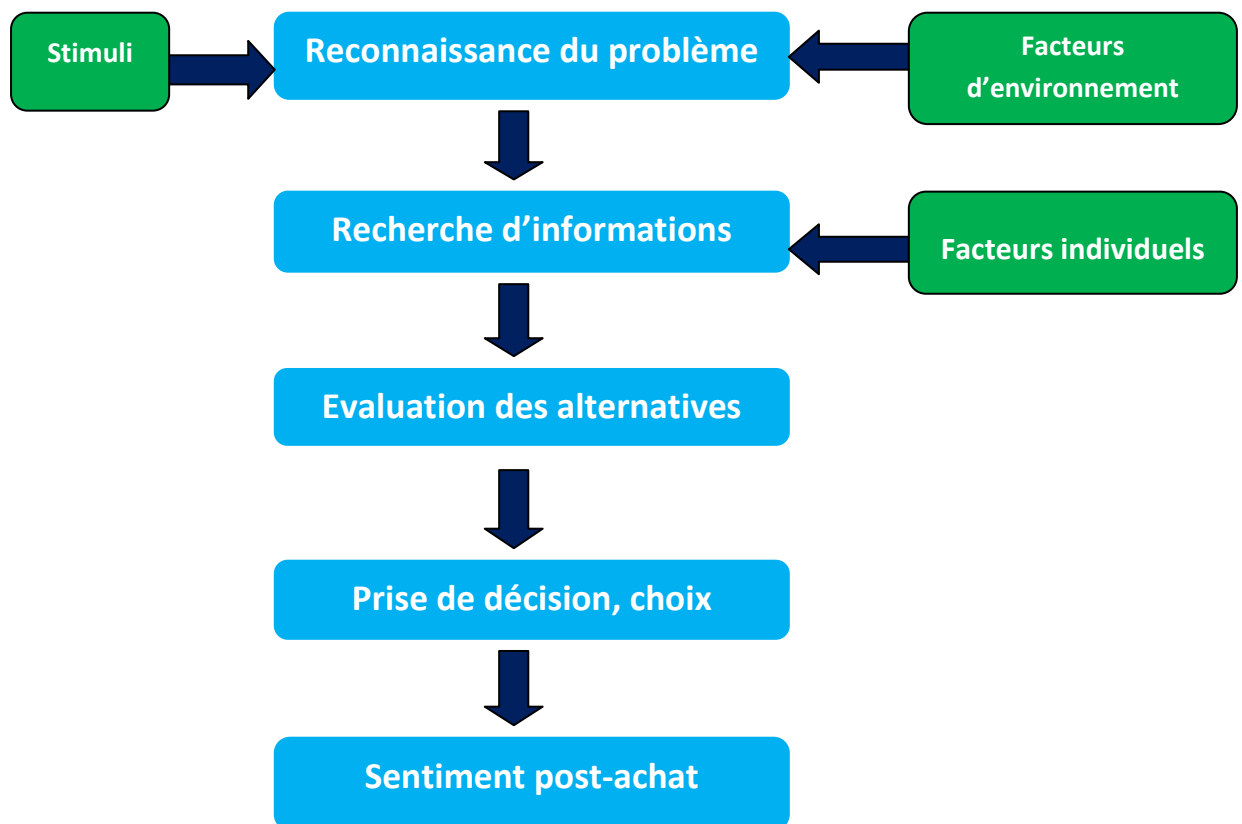 Stimuli
Reconnaissance du problème
Facteurs
d’environnement
Recherche d’informations
Facteurs individuels
Evaluation des alternatives
Prise de décision, choix
Sentiment post-achat